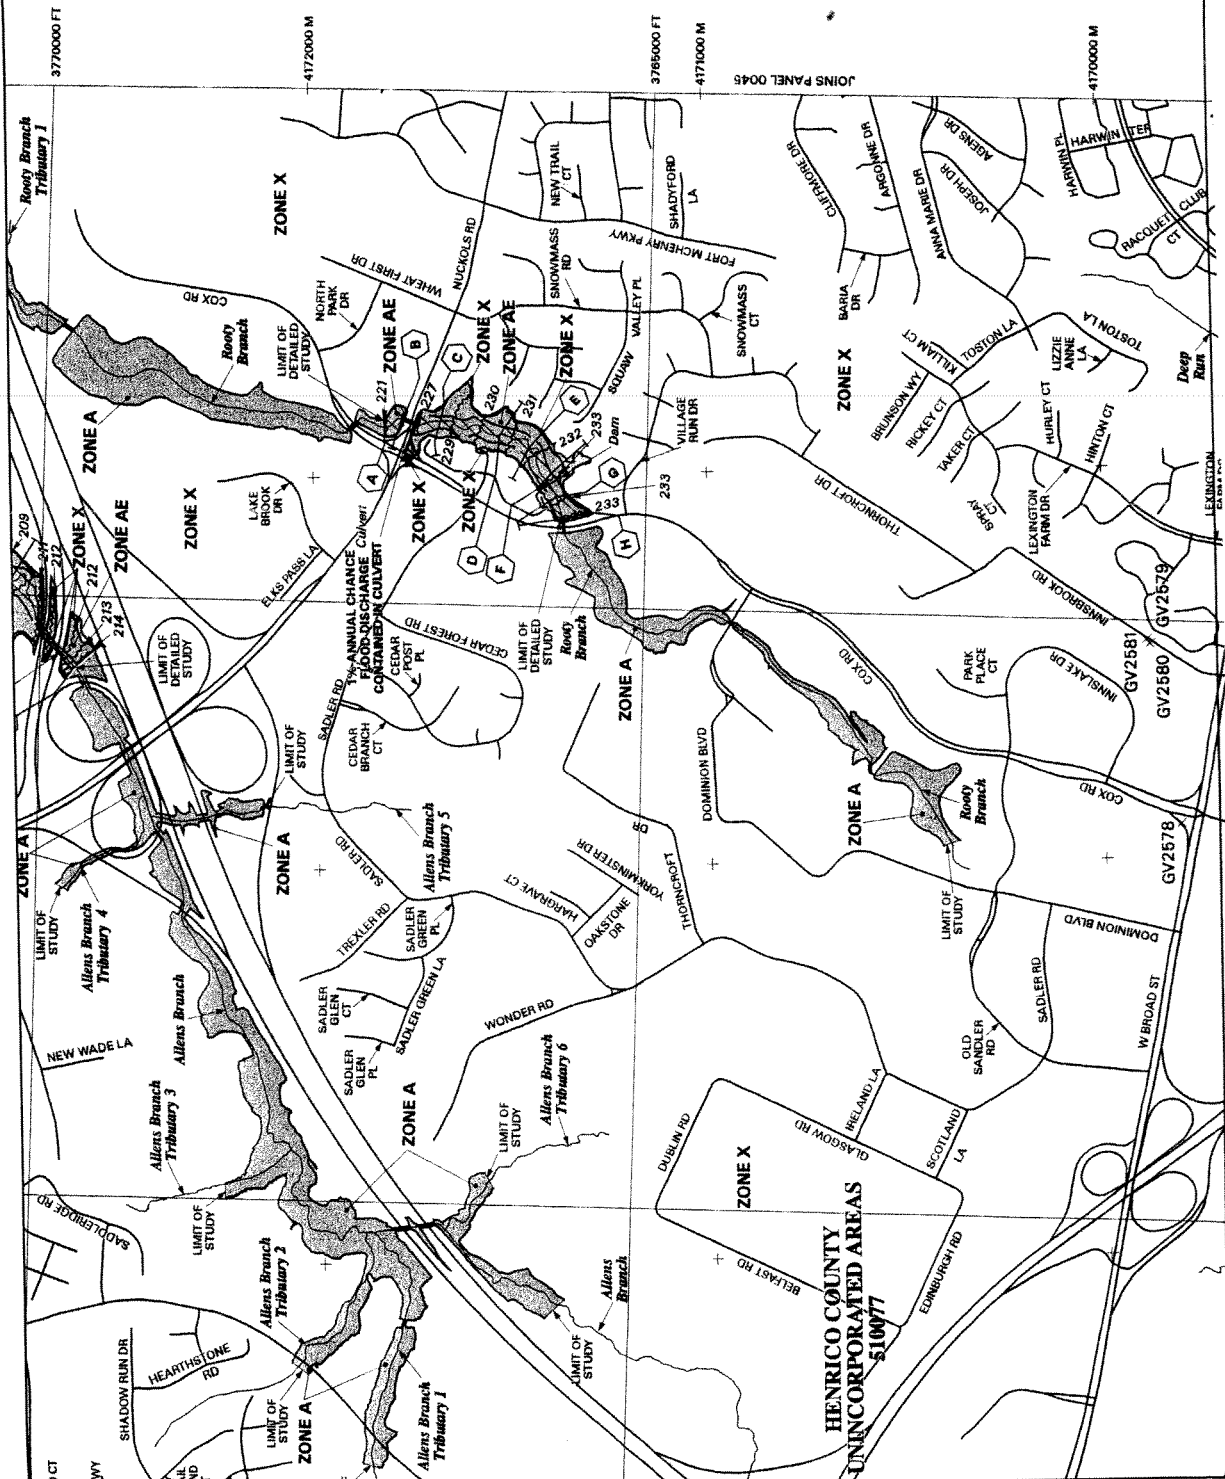 3770000 FT
4172000 M
3765000 FT
4171000 M
JOINS PANEL 0045
4170000 M
Rooty Branch
Tributary 1
ZONE X
COX RD
NORTH
PARK
DR
WHEAT FIRST DR
NUCKOLS RD
NEW TRAIL
CT
SHADYFORD
LA
FORT MCHENRY PKWY
SNOWMASS
RD
VALLEY PL
SQUAW
SNOWMASS
CT
CLIFFMORE DR
ARGONNE DR
ANNA MARIE DR
AGENS DR
JOSEPH DR
BARIA
DR
HARWIN PL
HARWIN TER
RACQUET CLUB
CT
KILLIAM CT
TOSTON LA
TOSTON LA
LIZZIE
ANNE
LA
Deep
Run
BRUNSON WY
RICKEY CT
TAKER CT
HURLEY CT
HINTON CT
SPRAY
CT
LEXINGTON
FARM DR
LEXINGTON
ZONE X
Rooty
Branch
LIMIT OF
DETAILED
STUDY
ZONE A
221
ZONE AE
B
227
C
ZONE X
230
ZONE AE
231
ZONE X
E
232
233
Dam
G
233
H
233
A
229
ZONE X
ZONE X
D
F
VILLAGE
RUN DR
THORNCROFT DR
INNSBROOK RD
GV2579
GV2581
GV2580
GV2578
PARK
PLACE
CT
INNSLAKE DR
209
211
212
ZONE X
212
ZONE AE
213
214
ZONE X
LAKE
BROOK
DR
ELKS PASS LA
LIMIT OF
DETAILED
STUDY
1% ANNUAL CHANCE
FLOOD DISCHARGE
CONTAINED IN CULVERT
Culvert
CEDAR FOREST RD
CEDAR
POST
PL
SADLER RD
CEDAR
BRANCH
CT
LIMIT OF
DETAILED
STUDY
Rooty
Branch
ZONE A
COX RD
DOMINION BLVD
ZONE A
Rooty
Branch
COX RD
LIMIT OF
STUDY
DOMINION BLVD
LIMIT OF
STUDY
ZONE A
LIMIT OF
STUDY
Allens Branch
Tributary 4
ZONE A
Allens Branch
Tributary 5
SADLER RD
TREXLER RD
SADLER
GREEN
PL
HARGRAVE CT
YORKMINSTER DR
OAKSTONE
DR
THORNCROFT
DR
SADLER
GLEN
CT
SADLER GREEN LA
SADLER
GLEN
PL
WONDER RD
Allens Branch
NEW WADE LA
Allens Branch
Tributary 3
LIMIT OF
STUDY
SADDLERIDGE RD
ZONE A
LIMIT OF
STUDY
Allens Branch
Tributary 6
OLD
SANDLER
RD
SADLER RD
W BROAD ST
IRELAND LA
SCOTLAND
LA
DUBLIN RD
GLASGOW RD
ZONE X
BELFAST RD
EDINBURGH RD
Allens Branch
Tributary 2
SHADOW RUN DR
HEARTHSTONE
RD
LIMIT OF
STUDY
ZONE A
Allens Branch
Tributary 1
Allens
Branch
LIMIT OF
STUDY
HENRICO COUNTY
UNINCORPORATED AREAS
510077
CT
WY